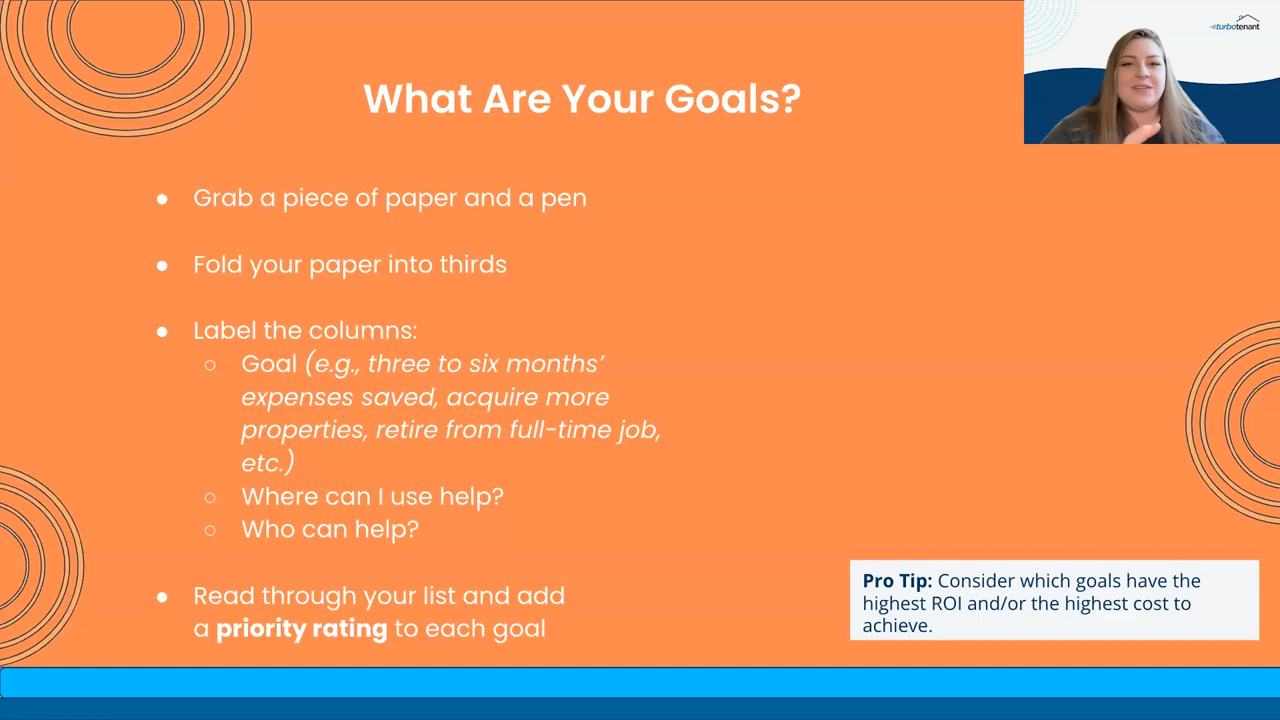 What Are Your Goals?
turbotenant
● Grab a piece of paper and a pen
● Fold your paper into thirds
● Label the columns:
○ Goal (e.g., three to six months’
expenses saved, acquire more
properties, retire from full-time job,
etc.)
○ Where can I use help?
○ Who can help?
● Read through your list and add
a priority rating to each goal
Pro Tip: Consider which goals have the
highest ROI and/or the highest cost to
achieve.